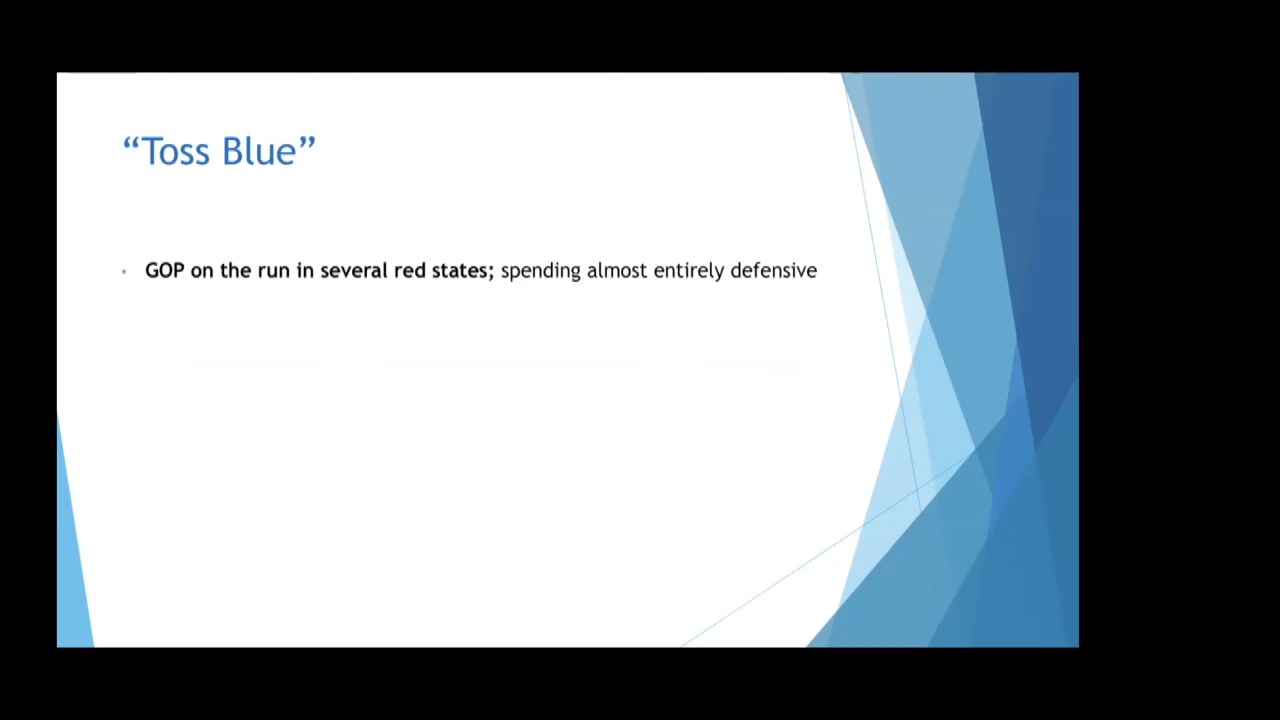 “Toss Blue”
• GOP on the run in several red states; spending almost entirely defensive